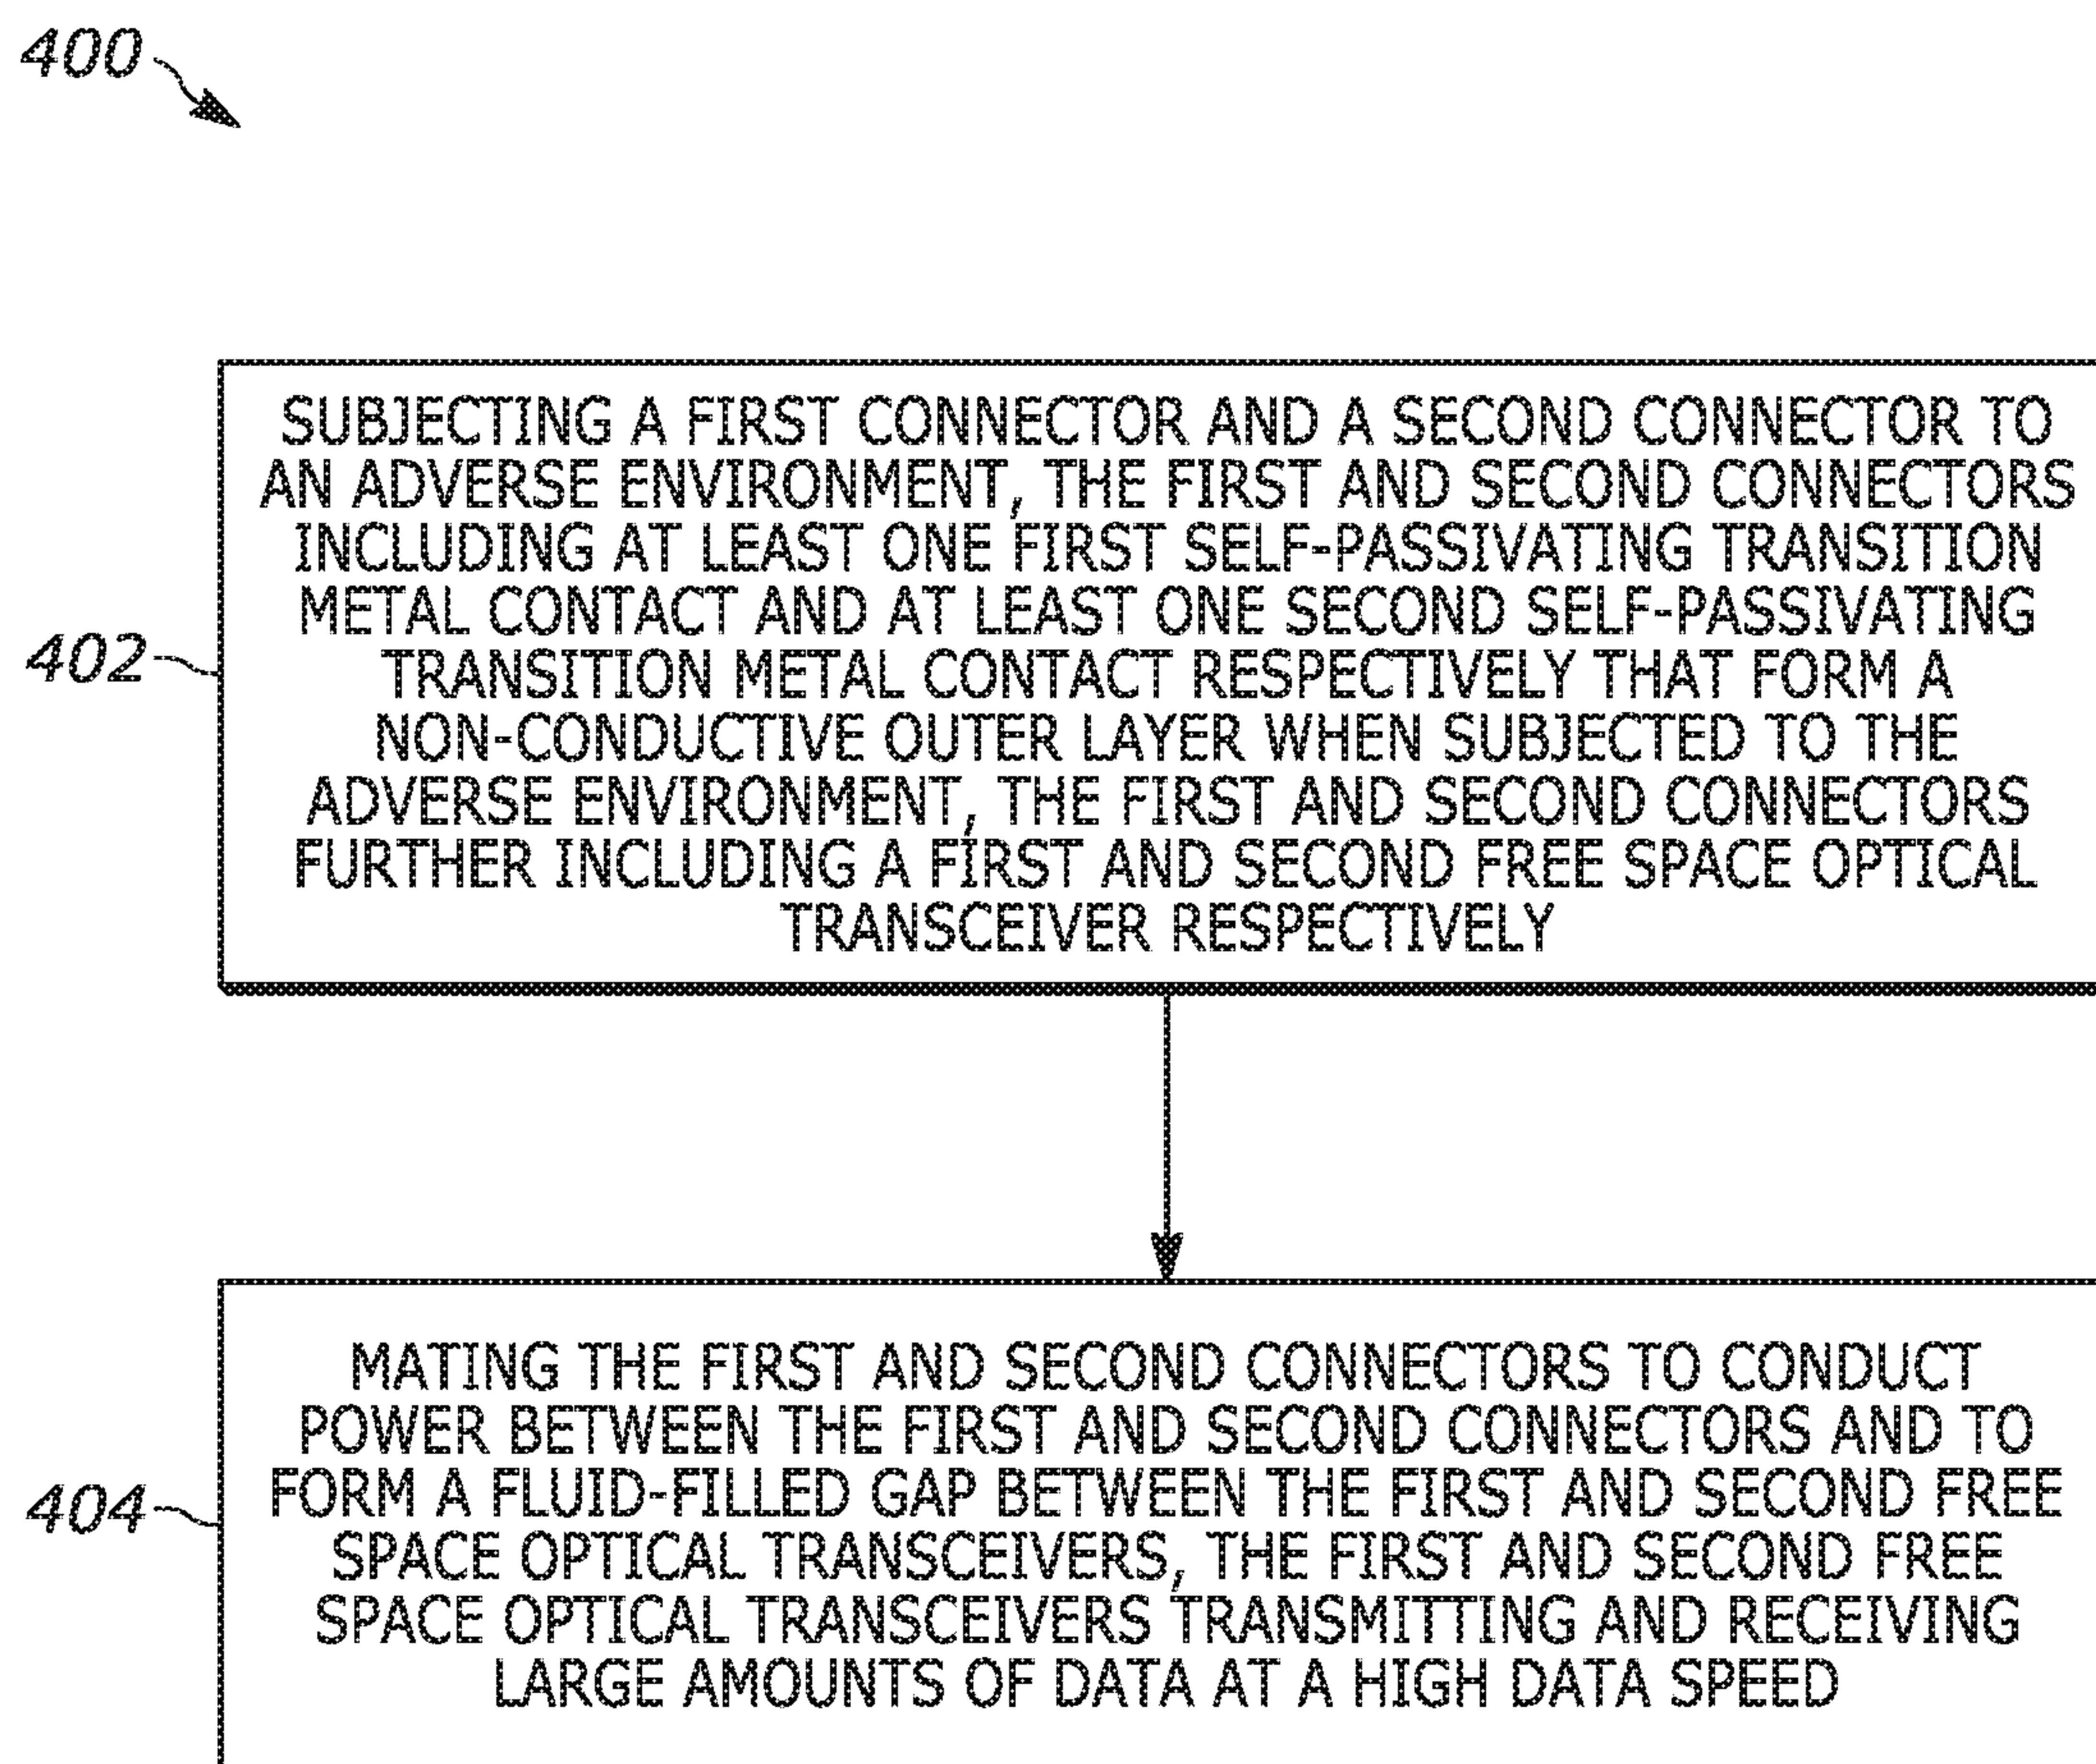 400
SUBJECTING A FIRST CONNECTOR AND A SECOND CONNECTOR TO
AN ADVERSE ENVIRONMENT, THE FIRST AND SECOND CONNECTORS
INCLUDING AT LEAST ONE FIRST SELF-PASSIVATING TRANSITION
METAL CONTACT AND AT LEAST ONE SECOND SELF-PASSIVATING
402
TRANSITION METAL CONTACT RESPECTIVELY THAT FORM A
NON-CONDUCTIVE OUTER LAYER WHEN SUBJECTED TO THE
ADVERSE ENVIRONMENT, THE FIRST AND SECOND CONNECTORS
FURTHER INCLUDING A FIRST AND SECOND FREE SPACE OPTICAL
TRANSCEIVER RESPECTIVELY
MATING THE FIRST AND SECOND CONNECTORS TO CONDUCT
POWER BETWEEN THE FIRST AND SECOND CONNECTORS AND TO
FORM A FLUID-FILLED GAP BETWEEN THE FIRST AND SECOND FREE
404
SPACE OPTICAL TRANSCEIVERS, THE FIRST AND SECOND FREE
SPACE OPTICAL TRANSCEIVERS TRANSMITTING AND RECEIVING
LARGE AMOUNTS OF DATA AT A HIGH DATA SPEED